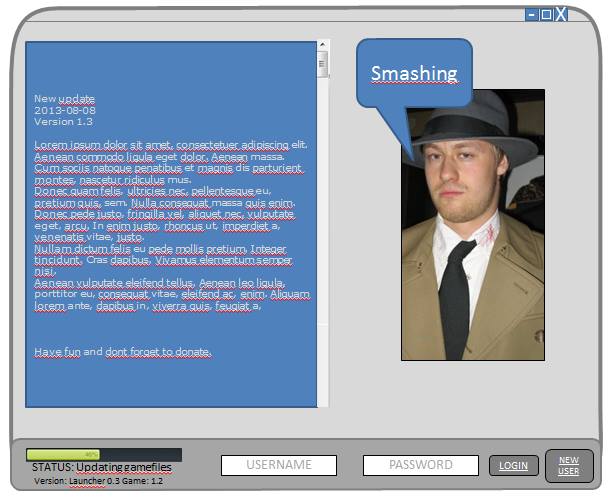 New update
2013-08-08
Version 1.3
Lorem ipsum dolor sit amet, consectetuer adipiscing elit.
Aenean commodo ligula eget dolor. Aenean massa.
Cum sociis natoque penatibus et magnis dis parturient
montes, nascetur ridiculus mus.
Donec quam felis, ultricies nec, pellentesque eu,
pretium quis, sem. Nulla consequat massa quis enim.
Donec pede justo, fringilla vel, aliquet nec, vulputate
eget, arcu. In enim justo, rhoncus ut, imperdiet a,
venenatis vitae, justo.
Nullam dictum felis eu pede mollis pretium. Integer
tincidunt. Cras dapibus. Vivamus elementum semper
nisi.
Aenean vulputate eleifend tellus. Aenean leo ligula,
porttitor eu, consequat vitae, eleifend ac, enim. Aliquam
lorem ante, dapibus in, viverra quis, feugiat a,
Have fun and dont forget to donate.
Smashing
46%
STATUS: Updating gamefiles
Version: Launcher 0.3 Game: 1.2
USERNAME
PASSWORD
LOGIN
NEW
USER